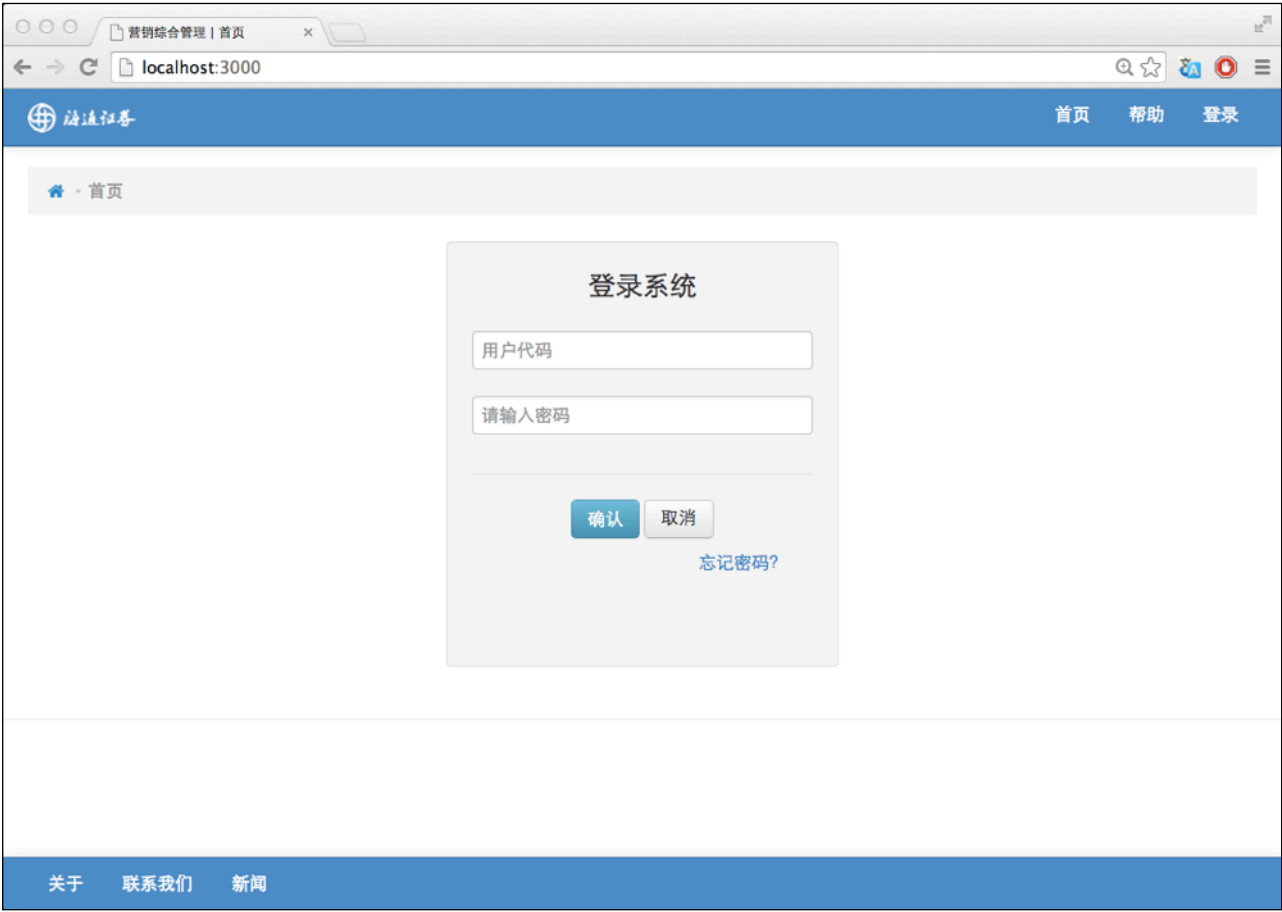 营销综合管理 | 首页
localhost:3000
海通证券
首页 帮助 登录
首页
登录系统
用户代码
请输入密码
确认 取消
忘记密码?
关于 联系我们 新闻